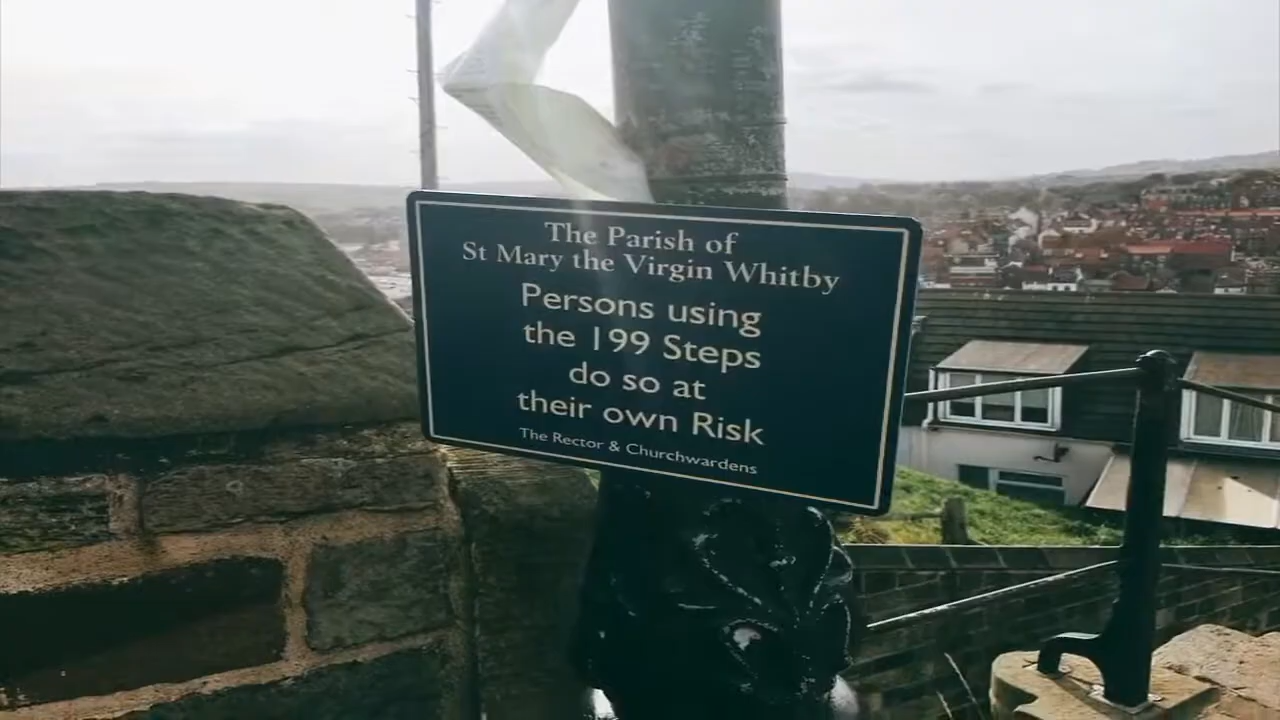 The Parish of
St Mary the Virgin Whitby
Persons using
the 199 Steps
do so at
their own Risk
The Rector & Churchwardens